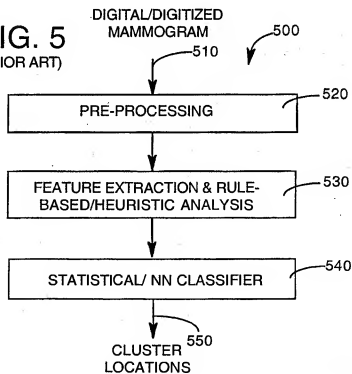 DIGITAL/DIGITIZED
MAMMOGRAM
IG. 5
IOR ART)
500
510
PRE-PROCESSING
520
FEATURE EXTRACTION & RULE-
BASED/HEURISTIC ANALYSIS
530
STATISTICAL/ NN CLASSIFIER
540
550
CLUSTER
LOCATIONS